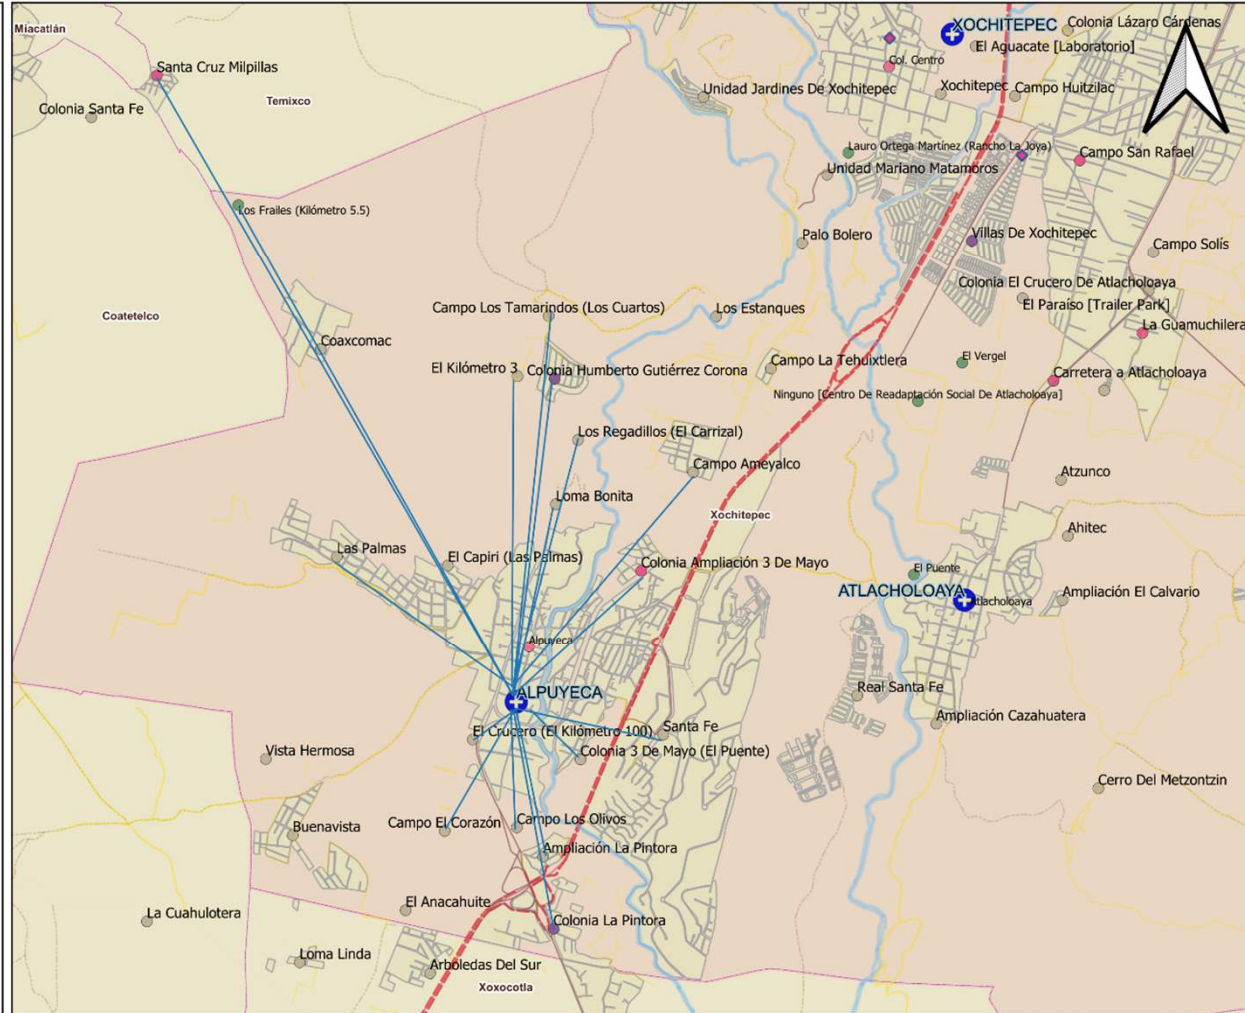 Miacatlán
XOCHITEPEC
Colonia Lázaro Cárdenas
El Aguacate [Laboratorio]
Col. Centro
Santa Cruz Milpillas
Temixco
Colonia Santa Fe
Unidad Jardines De Xochitepec
Xochitepec
Campo Huitzilac
Lauro Ortega Martínez (Rancho La Joya)
Campo San Rafael
Unidad Mariano Matamoros
Los Frailes (Kilómetro 5.5)
Palo Bolero
Villas De Xochitepec
Campo Solís
Colonia El Crucero De Atlacholoaya
El Paraíso [Trailer Park]
Campo Los Tamarindos (Los Cuartos)
Los Estanques
Coatetelco
La Guamuchilera
Coaxcomac
El Vergel
Campo La Tehuixtlera
El Kilómetro 3
Colonia Humberto Gutiérrez Corona
Carretera a Atlacholoaya
Ninguno [Centro De Readaptación Social De Atlacholoaya]
Los Regadillos (El Carrizal)
Campo Ameyalco
Atzunco
Loma Bonita
Xochitepec
Ahitec
Las Palmas
El Capiri (Las Palmas)
Colonia Ampliación 3 De Mayo
El Puente
ATLACHOLOAYA
Atlacholoaya
Ampliación El Calvario
Alpuyeca
ALPUYECA
Real Santa Fe
Ampliación Cazahuatera
El Crucero (El Kilómetro 100)
Santa Fe
Vista Hermosa
Colonia 3 De Mayo (El Puente)
Cerro Del Metzontzin
Buenavista
Campo El Corazón
Campo Los Olivos
Ampliación La Pintora
La Cuahulotera
El Anacahuite
Colonia La Pintora
Loma Linda
Arboledas Del Sur
Xoxocotla